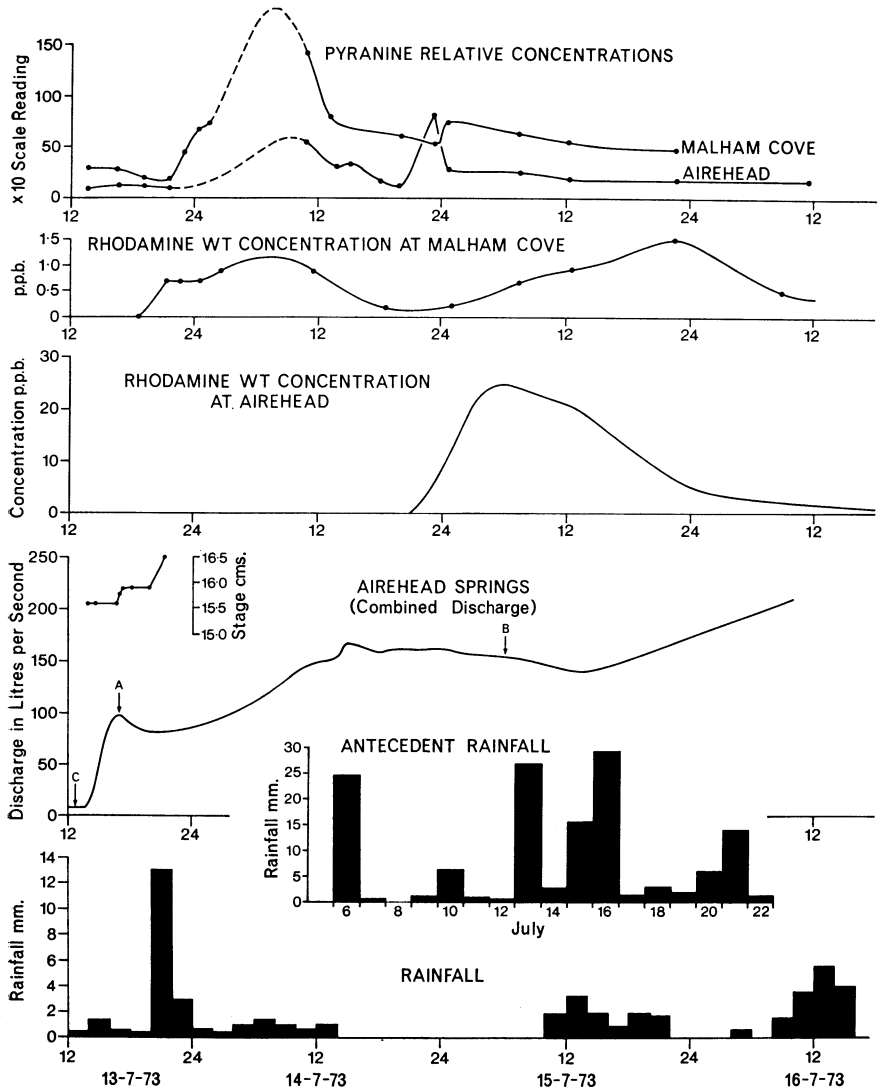 PYRANINE RELATIVE CONCENTRATIONS
×10 Scale Reading
150
100
50
0
MALHAM COVE
AIREHEAD
12 24 12 24 12 24 12
RHODAMINE WT CONCENTRATION AT MALHAM COVE
p.p.b.
1·5
1·0
0·5
0
12 24 12 24 12 24 12
RHODAMINE WT CONCENTRATION
AT AIREHEAD
Concentration p.p.b.
30
20
10
0
12 24 12 24 12 24 12
Discharge in Litres per Second
250
200
150
100
50
0
16·5
16·0
15·5
15·0
Stage cms.
AIREHEAD SPRINGS
(Combined Discharge)
A
B
C
12 24 12
ANTECEDENT RAINFALL
Rainfall mm.
30
25
20
15
10
5
0
6 8 10 12 14 16 18 20 22
July
RAINFALL
Rainfall mm.
14
12
10
8
6
4
2
0
12 24 12 24 12 24 12
13-7-73 14-7-73 15-7-73 16-7-73